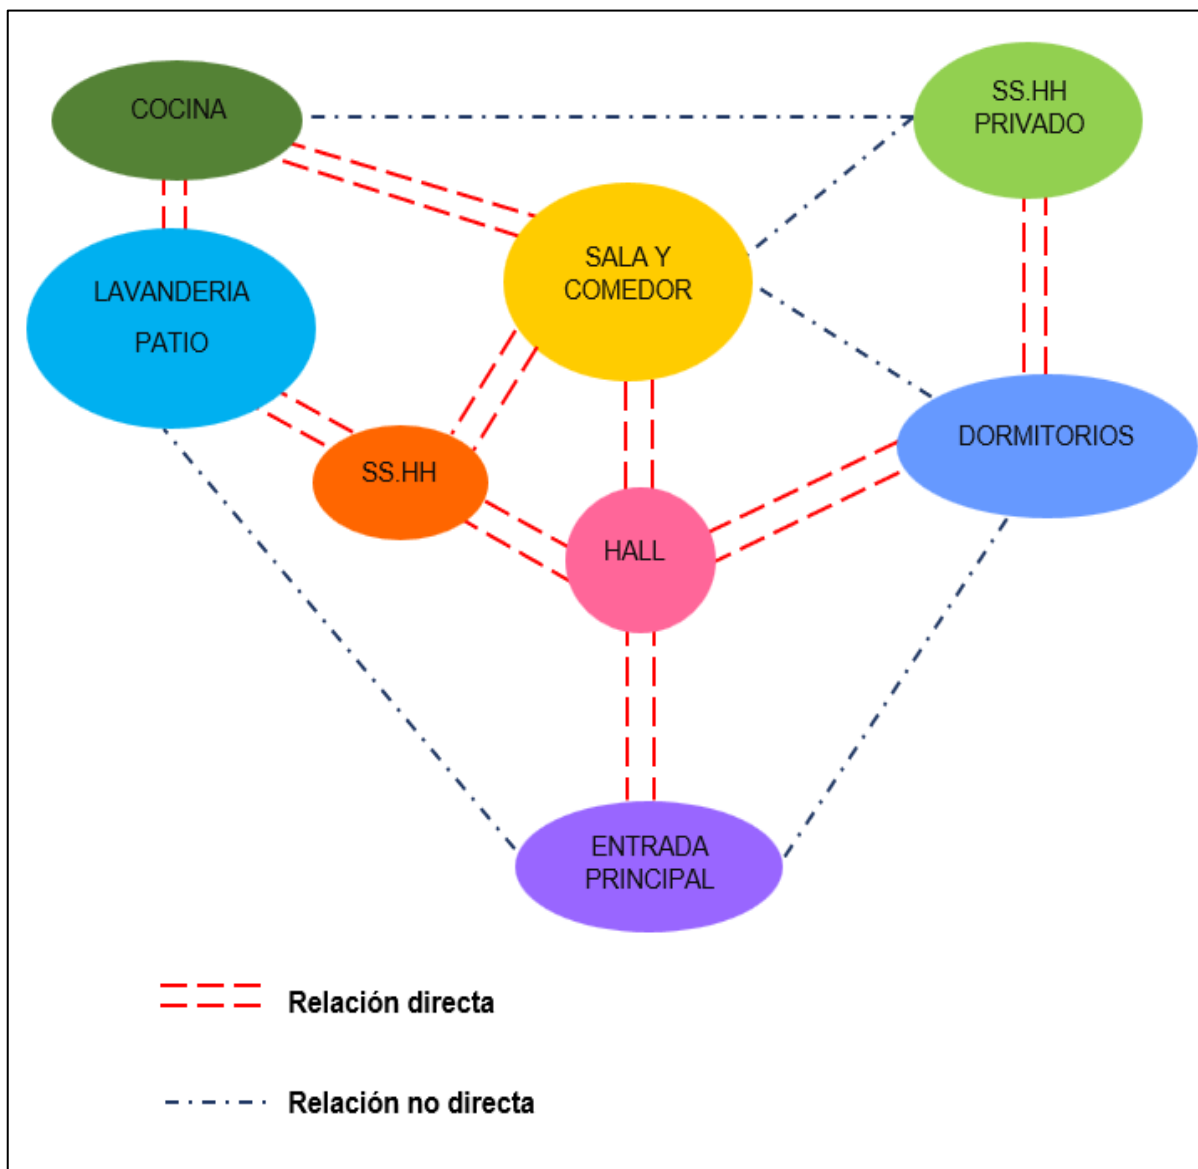 COCINA
SS.HH
PRIVADO
SALA Y
COMEDOR
LAVANDERIA
PATIO
DORMITORIOS
SS.HH
HALL
ENTRADA
PRINCIPAL
Relación directa
Relación no directa